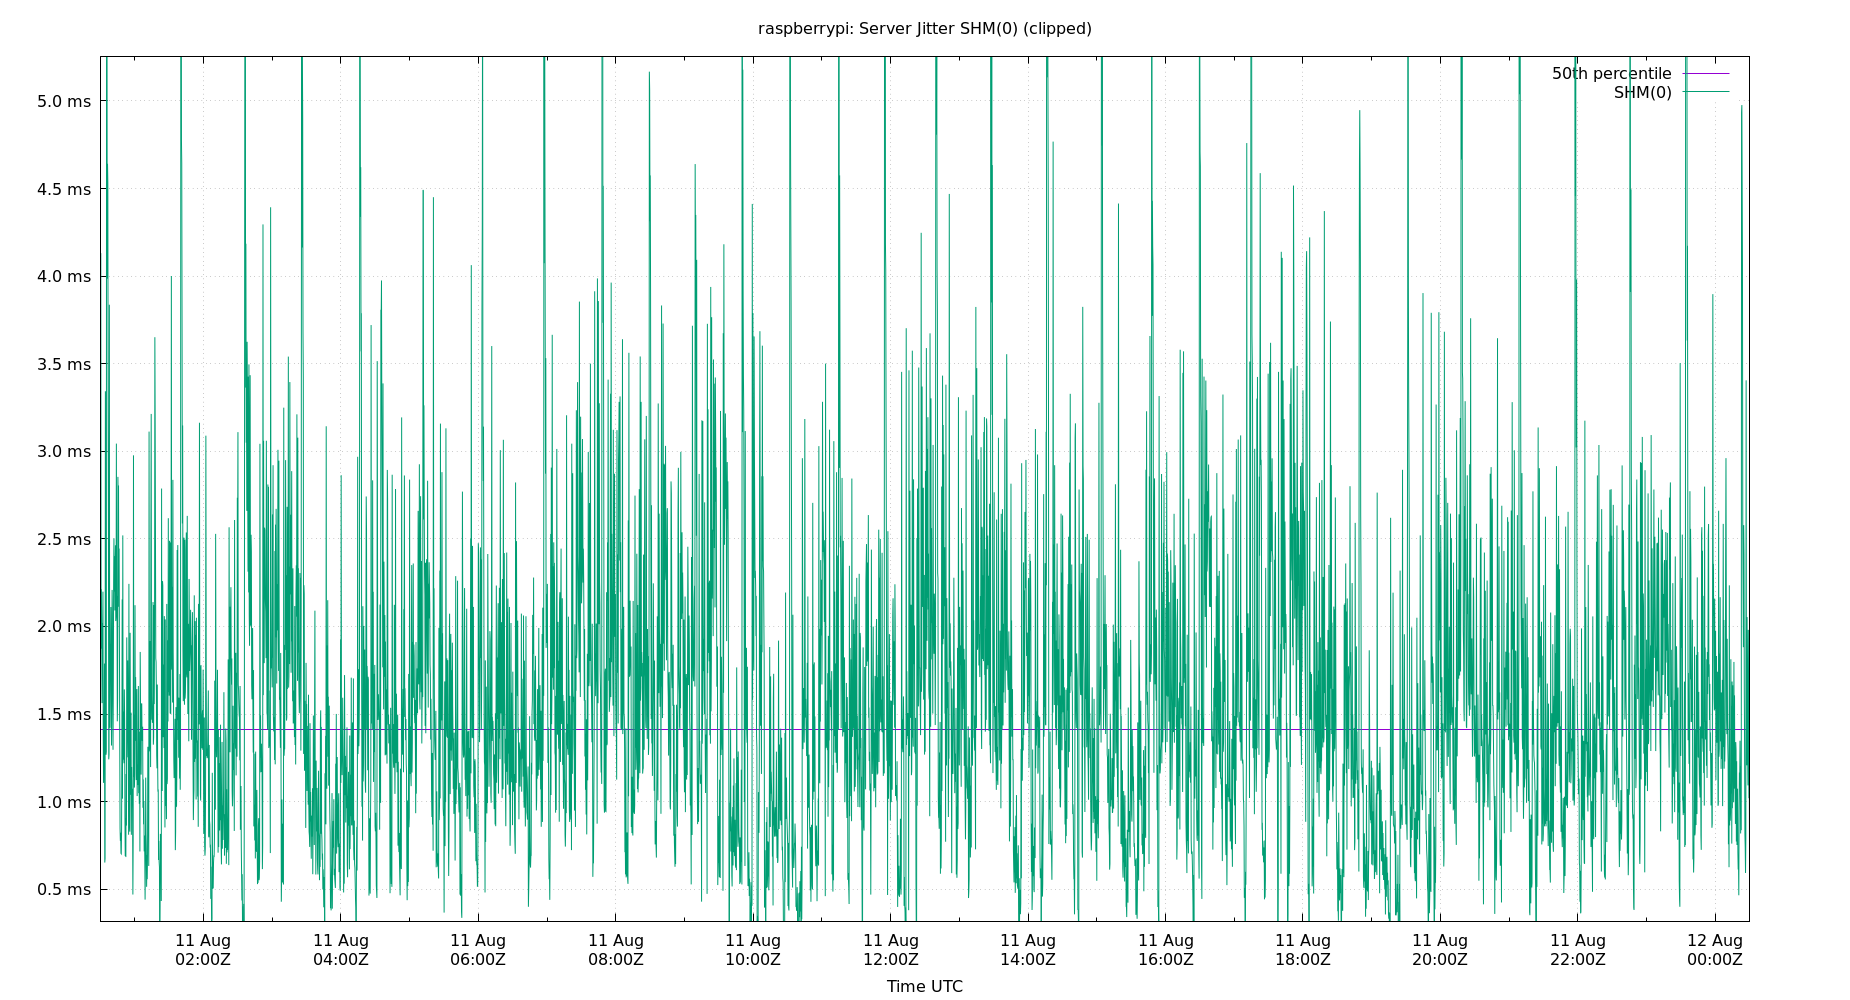 raspberrypi: Server Jitter SHM(0) (clipped)
50th percentile
SHM(0)
5.0 ms
4.5 ms
4.0 ms
3.5 ms
3.0 ms
2.5 ms
2.0 ms
1.5 ms
1.0 ms
0.5 ms
11 Aug 11 Aug 11 Aug 11 Aug 11 Aug 11 Aug 11 Aug 11 Aug 11 Aug 11 Aug 11 Aug 12 Aug
02:00Z 04:00Z 06:00Z 08:00Z 10:00Z 12:00Z 14:00Z 16:00Z 18:00Z 20:00Z 22:00Z 00:00Z
Time UTC